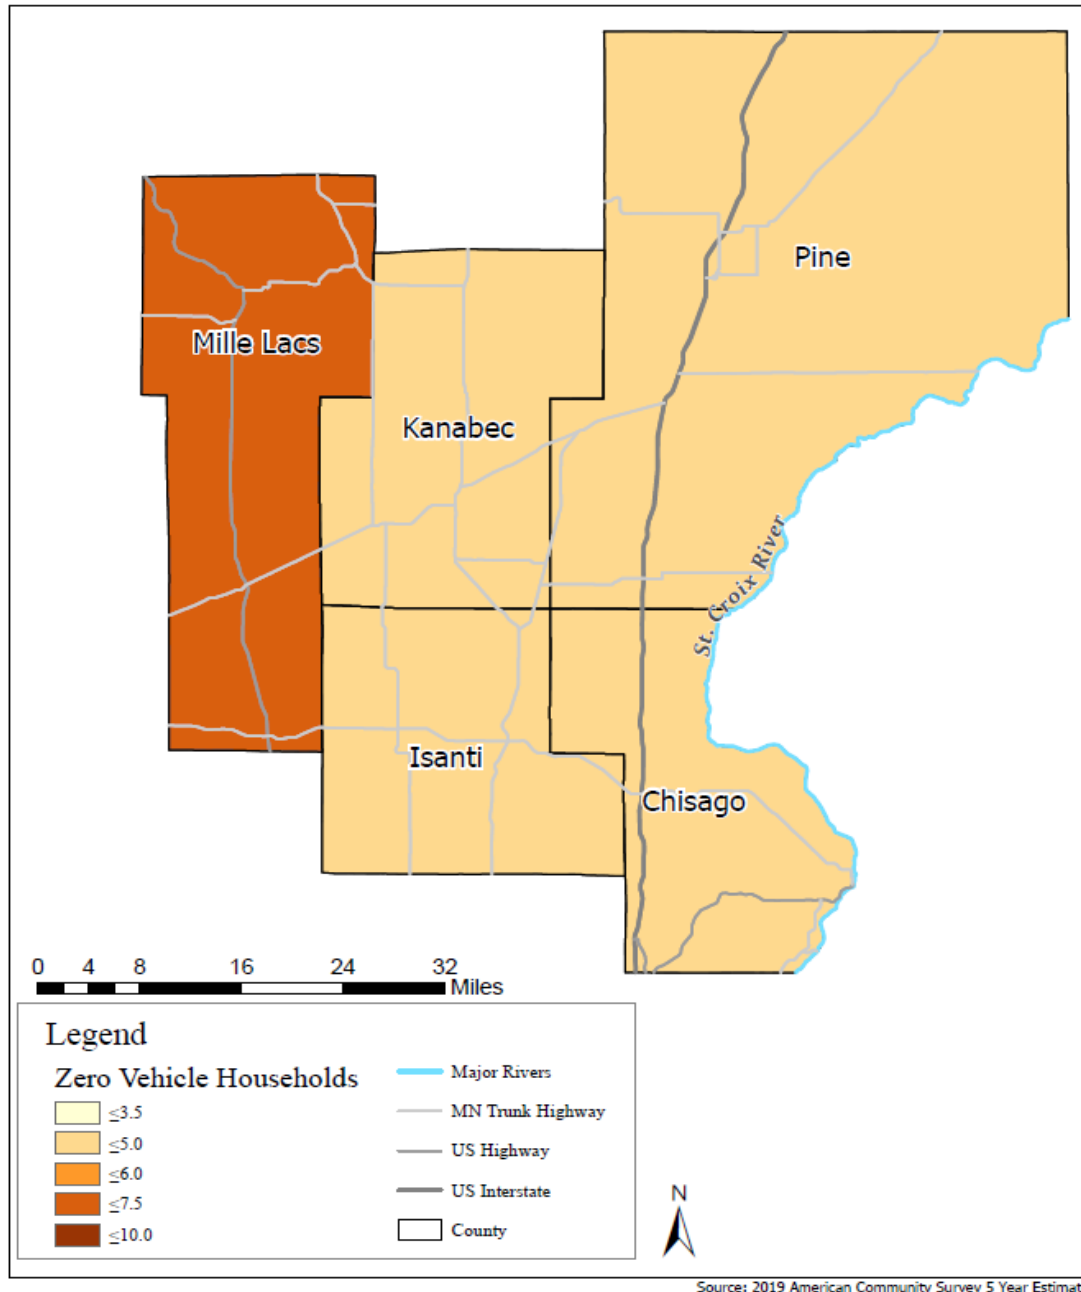 Pine
Mille Lacs
Kanabec
St. Croix River
Isanti
Chisago
0 4 8 16 24 32
Miles
Legend
Zero Vehicle Households
≤3.5
≤5.0
≤6.0
≤7.5
≤10.0
Major Rivers
MN Trunk Highway
US Highway
US Interstate
County
N
Source: 2019 American Community Survey 5 Year Estimat